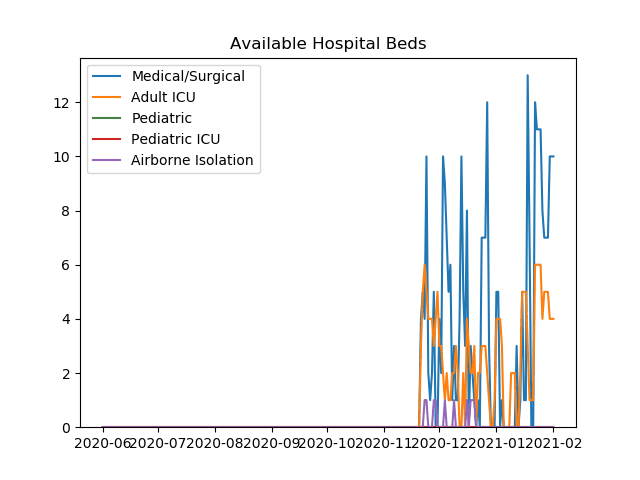 Available Hospital Beds
Medical/Surgical
Adult ICU
Pediatric
Pediatric ICU
Airborne Isolation
12
10
8
6
4
2
0
2020-06 2020-07 2020-08 2020-09 2020-10 2020-11 2020-12 2021-01 2021-02